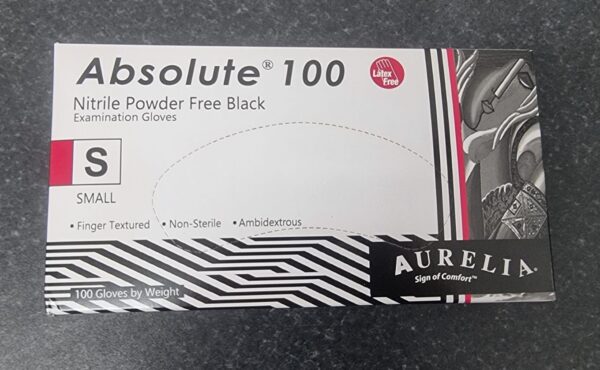 Absolute® 100
Latex
Free
Nitrile Powder Free Black
Examination Gloves
S
SMALL
• Finger Textured • Non-Sterile • Ambidextrous
AURELIA®
Sign of Comfort™
100 Gloves by Weight